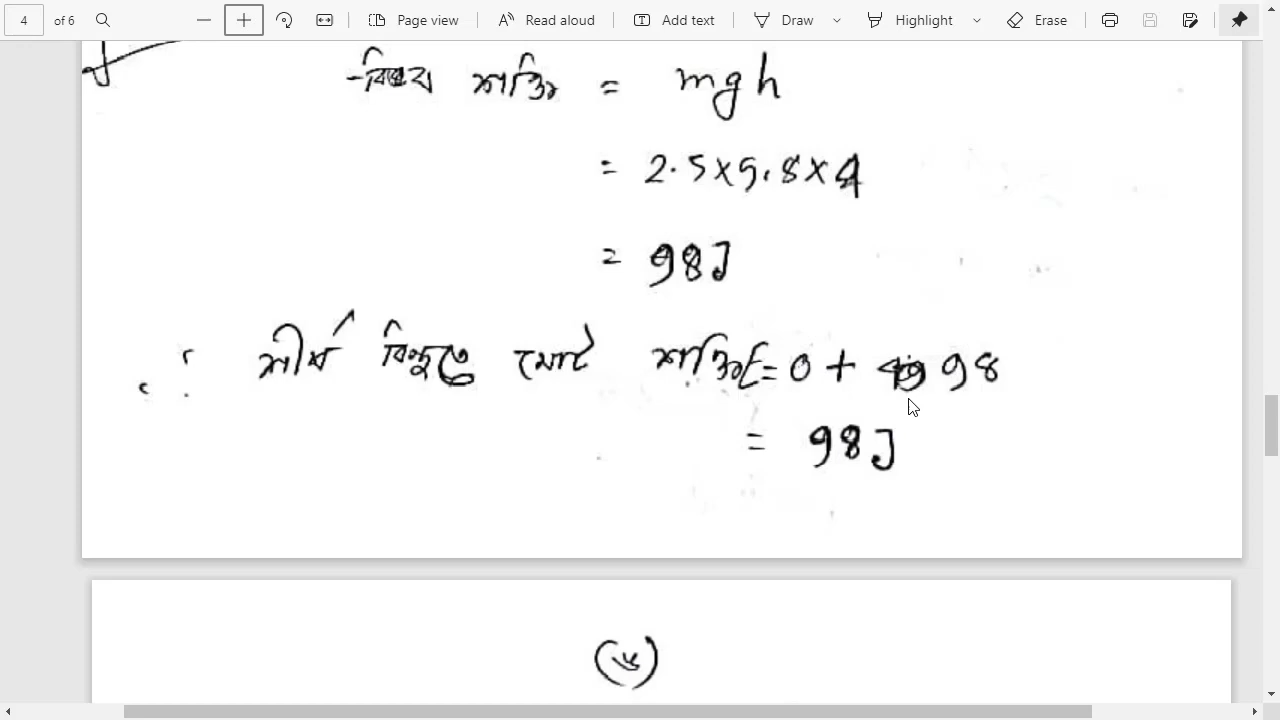 4 of 6 Page view Read aloud Add text Draw Highlight Erase
বিভব শক্তি = mgh
= 2.5×9.8×4
= 98J
∴ শীর্ষ বিন্দুতে মোট শক্তি = 0 + 98
= 98J